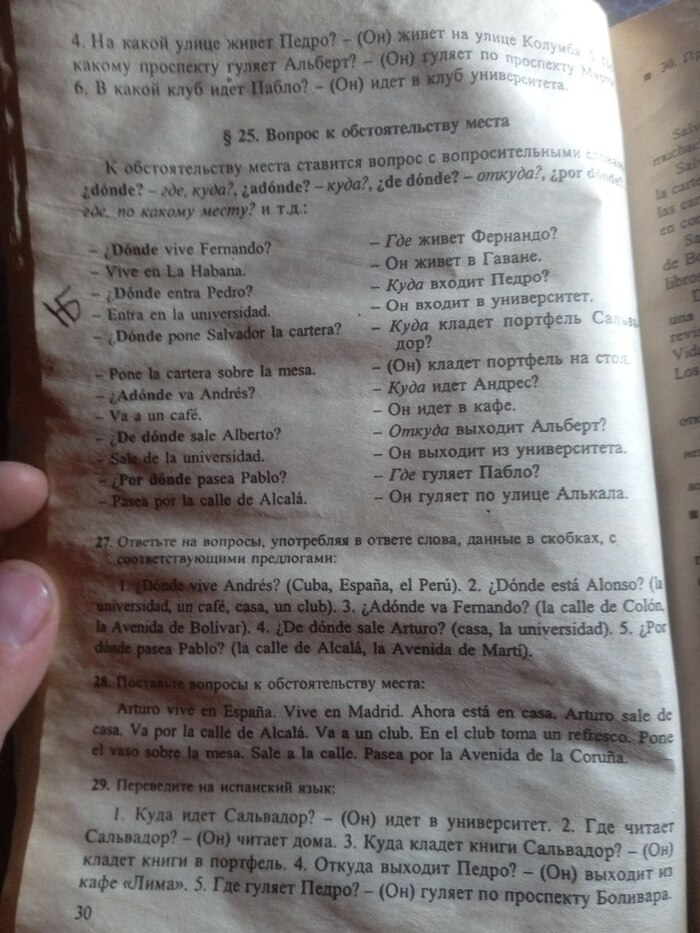 4. На какой улице живет Педро? – (Он) живет на улице Колумба.
какому проспекту гуляет Альберт? – (Он) гуляет по проспекту
6. В какой клуб идет Пабло? – (Он) идет в клуб университета.
§ 25. Вопрос к обстоятельству места
К обстоятельству места ставится вопрос с вопросительными
¿dónde? – где, куда?, ¿adónde? – куда?, ¿de dónde? – откуда?, ¿por dónde?
где, по какому месту? и т.д.:
– ¿Dónde vive Fernando? – Где живет Фернандо?
– Vive en La Habana. – Он живет в Гаване.
– ¿Dónde entra Pedro? – Куда входит Педро?
– Entra en la universidad. – Он входит в университет.
– ¿Dónde pone Salvador la cartera? – Куда кладет портфель Сальва-
дор?
– Pone la cartera sobre la mesa. – (Он) кладет портфель на стол.
– ¿Adónde va Andrés? – Куда идет Андрес?
– Va a un café. – Он идет в кафе.
– ¿De dónde sale Alberto? – Откуда выходит Альберт?
– Sale de la universidad. – Он выходит из университета.
– ¿Por dónde pasea Pablo? – Где гуляет Пабло?
– Pasea por la calle de Alcalá. – Он гуляет по улице Алькала.
27. Ответьте на вопросы, употребляя в ответе слова, данные в скобках, с
соответствующими предлогами:
1. ¿Dónde vive Andrés? (Cuba, España, el Perú). 2. ¿Dónde está Alonso? (la
universidad, un café, casa, un club). 3. ¿Adónde va Fernando? (la calle de Colón,
la Avenida de Bolívar). 4. ¿De dónde sale Arturo? (casa, la universidad). 5. ¿Por
dónde pasea Pablo? (la calle de Alcalá, la Avenida de Martí).
28. Поставьте вопросы к обстоятельству места:
Arturo vive en España. Vive en Madrid. Ahora está en casa. Arturo sale de
casa. Va por la calle de Alcalá. Va a un club. En el club toma un refresco. Pone
el vaso sobre la mesa. Sale a la calle. Pasea por la Avenida de la Coruña.
29. Переведите на испанский язык:
1. Куда идет Сальвадор? – (Он) идет в университет. 2. Где читает
Сальвадор? – (Он) читает дома. 3. Куда кладет книги Сальвадор? – (Он)
кладет книги в портфель. 4. Откуда выходит Педро? – (Он) выходит из
кафе «Лима». 5. Где гуляет Педро? – (Он) гуляет по проспекту Боливара.
30
30.
la
las
en
de
una
Los